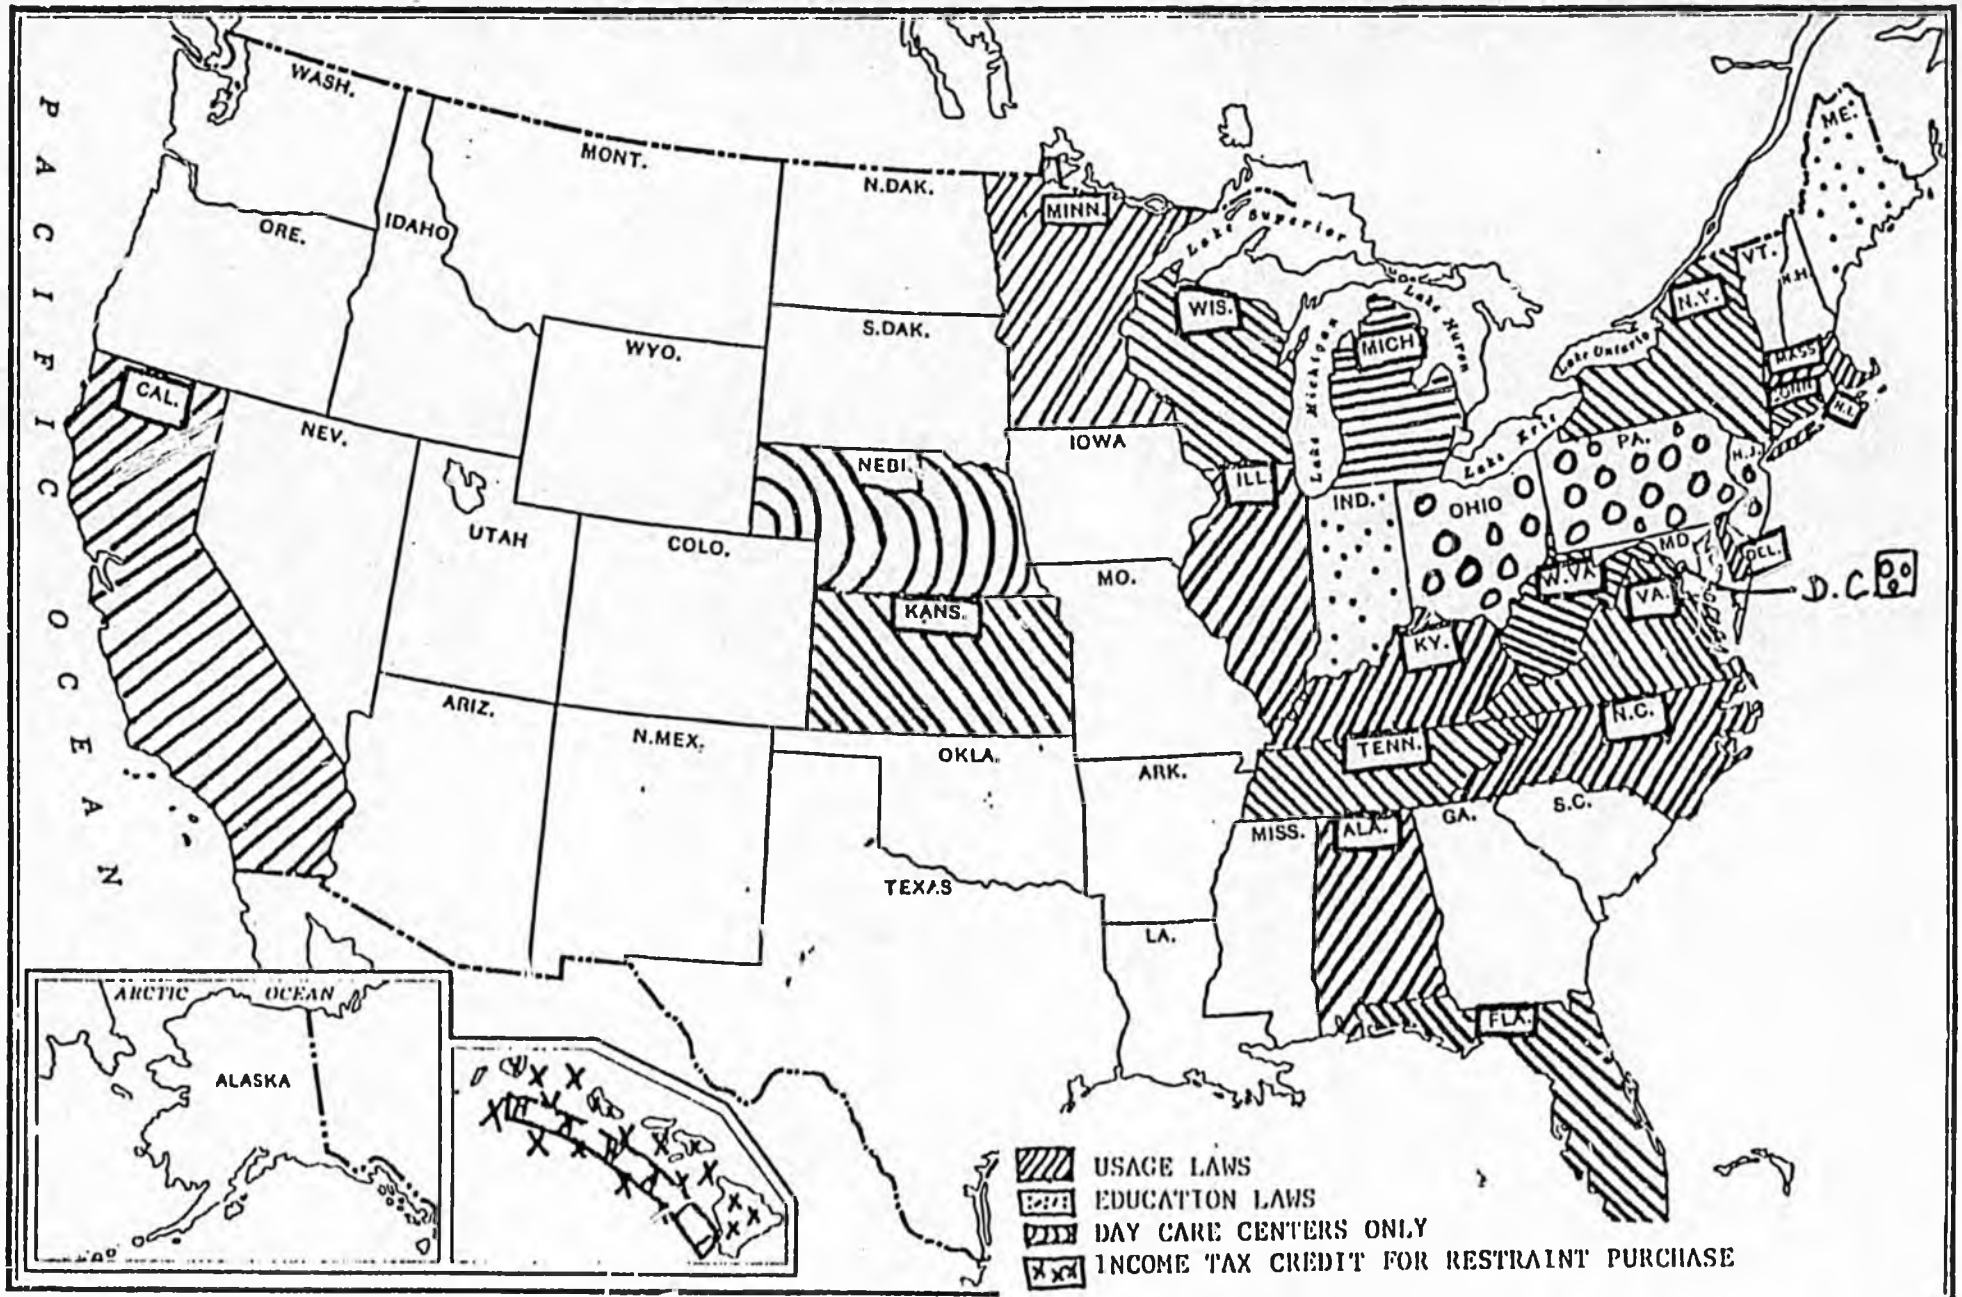 PACIFIC OCEAN
WASH.
MONT.
N.DAK.
MINN.
Lake Superior
ME.
ORE.
IDAHO
S.DAK.
WIS.
MICH
Lake Michigan
Lake Huron
Lake Ontario
Lake Erie
N.Y.
VT.
N.H.
MASS
CONN
R.I.
WYO.
CAL.
NEV.
NEBI.
IOWA
ILL.
IND.
OHIO
PA.
N.J.
UTAH
COLO.
KANS.
MO.
KY.
W.VA
VA.
MD
DEL.
D.C
ARIZ.
N.MEX.
OKLA.
ARK.
TENN.
N.C.
S.C.
TEXAS
LA.
MISS.
ALA.
GA.
FLA.
ARCTIC OCEAN
ALASKA
USAGE LAWS
EDUCATION LAWS
DAY CARE CENTERS ONLY
INCOME TAX CREDIT FOR RESTRAINT PURCHASE